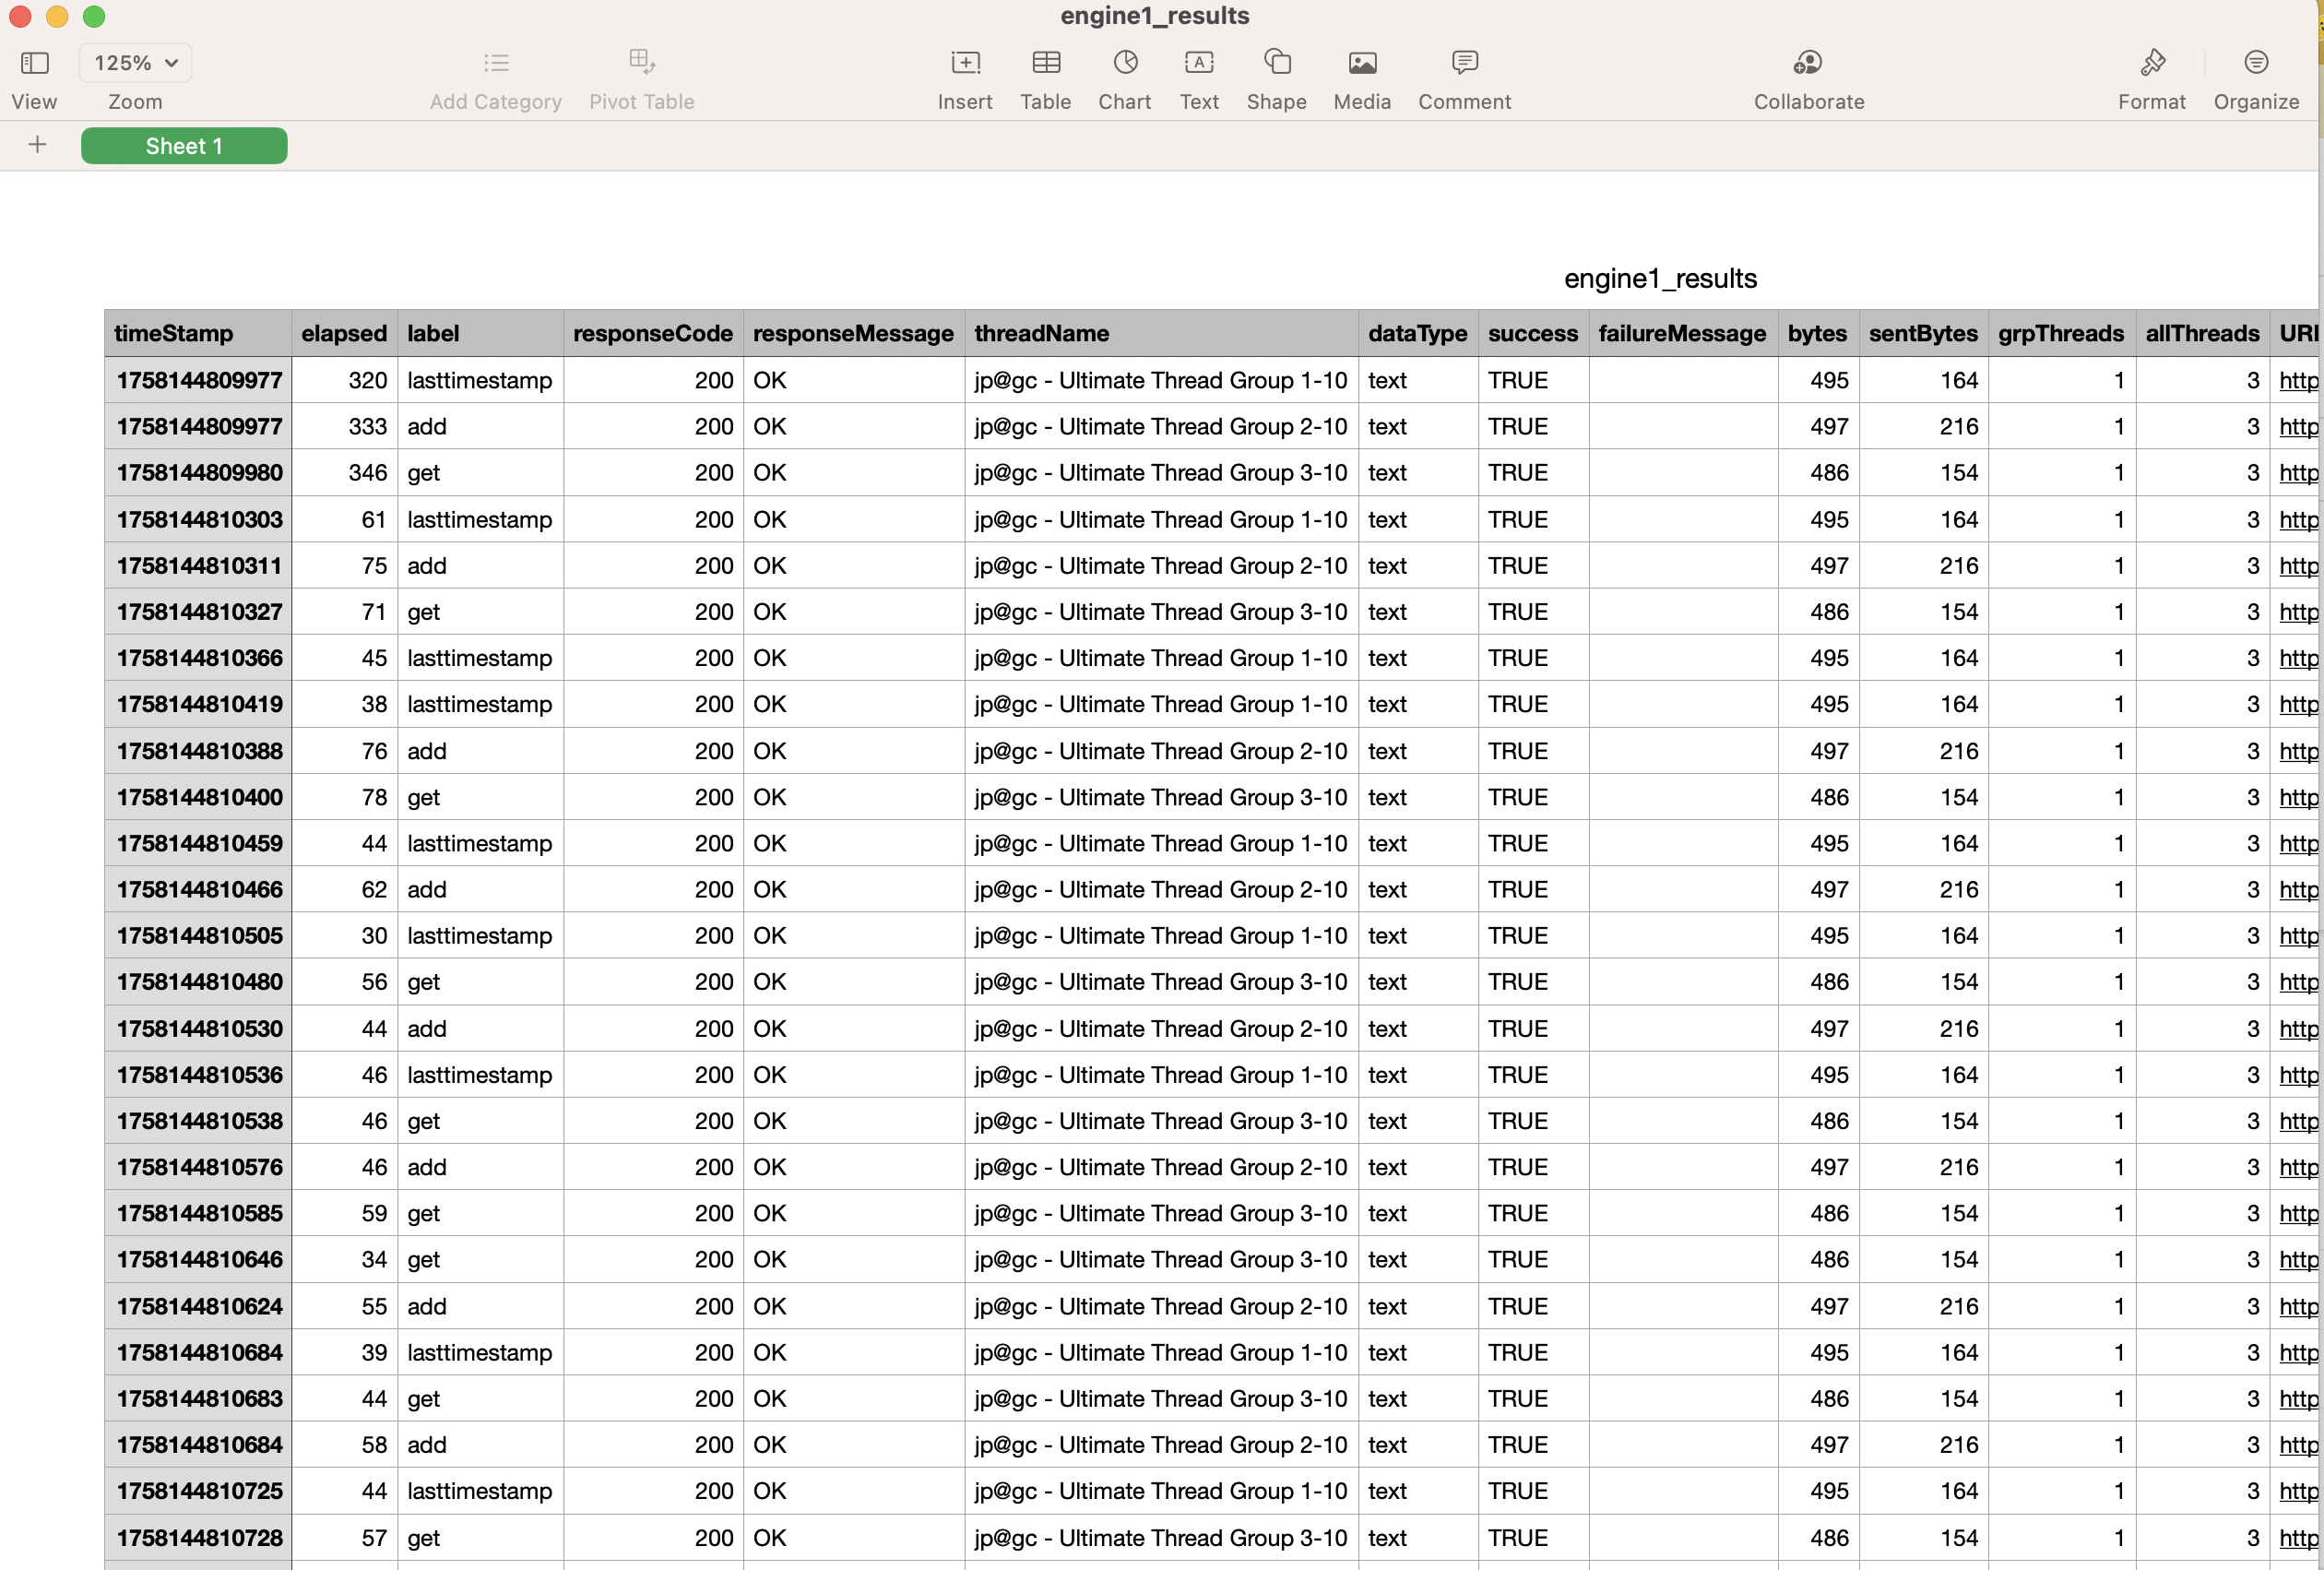 engine1_results
125%
View Zoom Add Category Pivot Table Insert Table Chart Text Shape Media Comment Collaborate Format Organize
Sheet 1
engine1_results
timeStamp elapsed label responseCode responseMessage threadName dataType success failureMessage bytes sentBytes grpThreads allThreads
1758144809977 320 lasttimestamp 200 OK jp@gc - Ultimate Thread Group 1-10 text TRUE 495 164 1 3 http
1758144809977 333 add 200 OK jp@gc - Ultimate Thread Group 2-10 text TRUE 497 216 1 3 http
1758144809980 346 get 200 OK jp@gc - Ultimate Thread Group 3-10 text TRUE 486 154 1 3 http
1758144810303 61 lasttimestamp 200 OK jp@gc - Ultimate Thread Group 1-10 text TRUE 495 164 1 3 http
1758144810311 75 add 200 OK jp@gc - Ultimate Thread Group 2-10 text TRUE 497 216 1 3 http
1758144810327 71 get 200 OK jp@gc - Ultimate Thread Group 3-10 text TRUE 486 154 1 3 http
1758144810366 45 lasttimestamp 200 OK jp@gc - Ultimate Thread Group 1-10 text TRUE 495 164 1 3 http
1758144810419 38 lasttimestamp 200 OK jp@gc - Ultimate Thread Group 1-10 text TRUE 495 164 1 3 http
1758144810388 76 add 200 OK jp@gc - Ultimate Thread Group 2-10 text TRUE 497 216 1 3 http
1758144810400 78 get 200 OK jp@gc - Ultimate Thread Group 3-10 text TRUE 486 154 1 3 http
1758144810459 44 lasttimestamp 200 OK jp@gc - Ultimate Thread Group 1-10 text TRUE 495 164 1 3 http
1758144810466 62 add 200 OK jp@gc - Ultimate Thread Group 2-10 text TRUE 497 216 1 3 http
1758144810505 30 lasttimestamp 200 OK jp@gc - Ultimate Thread Group 1-10 text TRUE 495 164 1 3 http
1758144810480 56 get 200 OK jp@gc - Ultimate Thread Group 3-10 text TRUE 486 154 1 3 http
1758144810530 44 add 200 OK jp@gc - Ultimate Thread Group 2-10 text TRUE 497 216 1 3 http
1758144810536 46 lasttimestamp 200 OK jp@gc - Ultimate Thread Group 1-10 text TRUE 495 164 1 3 http
1758144810538 46 get 200 OK jp@gc - Ultimate Thread Group 3-10 text TRUE 486 154 1 3 http
1758144810576 46 add 200 OK jp@gc - Ultimate Thread Group 2-10 text TRUE 497 216 1 3 http
1758144810585 59 get 200 OK jp@gc - Ultimate Thread Group 3-10 text TRUE 486 154 1 3 http
1758144810646 34 get 200 OK jp@gc - Ultimate Thread Group 3-10 text TRUE 486 154 1 3 http
1758144810624 55 add 200 OK jp@gc - Ultimate Thread Group 2-10 text TRUE 497 216 1 3 http
1758144810684 39 lasttimestamp 200 OK jp@gc - Ultimate Thread Group 1-10 text TRUE 495 164 1 3 http
1758144810683 44 get 200 OK jp@gc - Ultimate Thread Group 3-10 text TRUE 486 154 1 3 http
1758144810684 58 add 200 OK jp@gc - Ultimate Thread Group 2-10 text TRUE 497 216 1 3 http
1758144810725 44 lasttimestamp 200 OK jp@gc - Ultimate Thread Group 1-10 text TRUE 495 164 1 3 http
1758144810728 57 get 200 OK jp@gc - Ultimate Thread Group 3-10 text TRUE 486 154 1 3 http